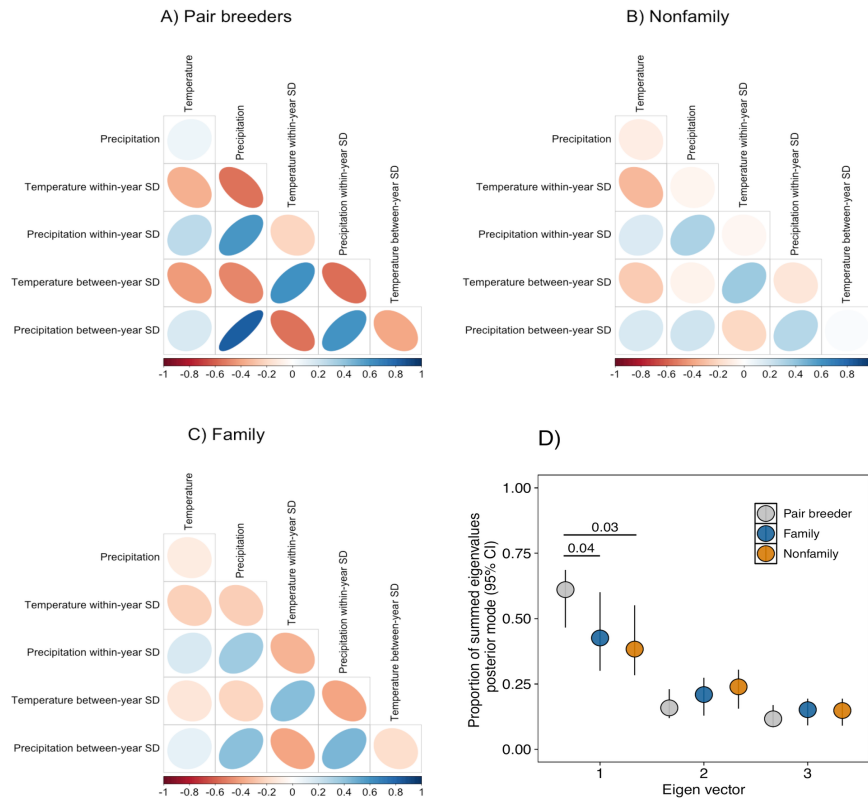 A) Pair breeders
Temperature
Precipitation
Temperature within-year SD
Precipitation within-year SD
Temperature between-year SD
Precipitation
Temperature within-year SD
Precipitation within-year SD
Temperature between-year SD
Precipitation between-year SD
-1 -0.8 -0.6 -0.4 -0.2 0 0.2 0.4 0.6 0.8 1
B) Nonfamily
Temperature
Precipitation
Temperature within-year SD
Precipitation within-year SD
Temperature between-year SD
Precipitation
Temperature within-year SD
Precipitation within-year SD
Temperature between-year SD
Precipitation between-year SD
-1 -0.8 -0.6 -0.4 -0.2 0 0.2 0.4 0.6 0.8
C) Family
Temperature
Precipitation
Temperature within-year SD
Precipitation within-year SD
Temperature between-year SD
Precipitation
Temperature within-year SD
Precipitation within-year SD
Temperature between-year SD
Precipitation between-year SD
-1 -0.8 -0.6 -0.4 -0.2 0 0.2 0.4 0.6 0.8 1
D)
Proportion of summed eigenvalues
posterior mode (95% CI)
1.00
0.75
0.50
0.25
0.00
0.03
0.04
Pair breeder
Family
Nonfamily
1 2 3
Eigen vector